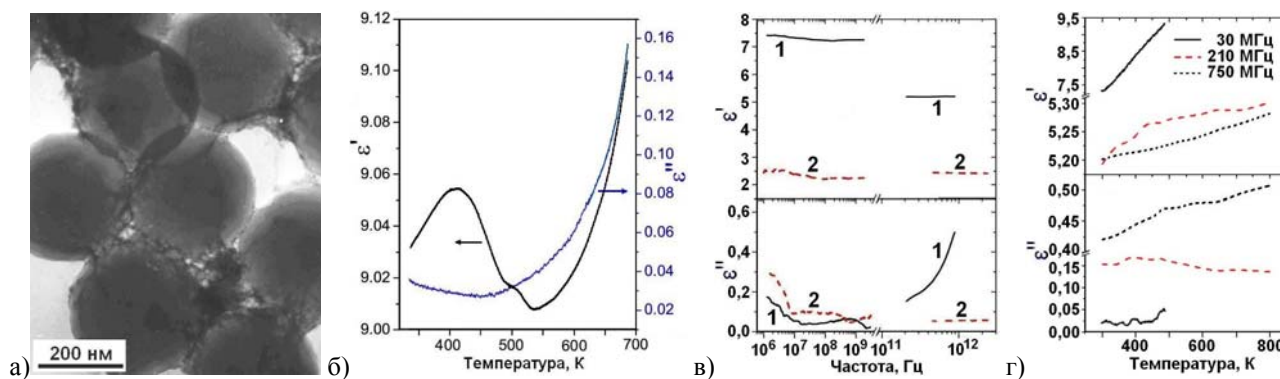 а)
200 нм
б)
9.12
9.10
9.08
9.06
9.04
9.02
9.00
ε'
0.16
0.14
0.12
0.10
0.08
0.06
0.04
0.02
ε''
400
500
600
700
Температура, К
в)
8
7
6
5
4
3
2
ε'
1
1
2
2
0,6
0,4
0,2
0,0
ε''
1
2
1
2
10⁶ 10⁷ 10⁸ 10⁹ 10¹¹ 10¹²
Частота, Гц
г)
9,5
8,5
7,5
5,30
5,25
5,20
ε'
30 МГц
210 МГц
750 МГц
0,50
0,45
0,40
0,15
0,10
0,05
0,00
ε''
400 600 800
Температура, К